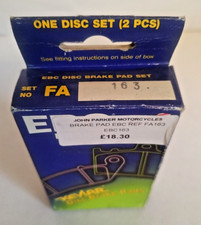 ONE DISC SET (2 PCS)
See fitting instructions on side of box
EBC DISC BRAKE PAD SET
SET NO FA 163.
E
JOHN PARKER MOTORCYCLES
BRAKE PAD EBC REF FA163
EBC163
£18.30